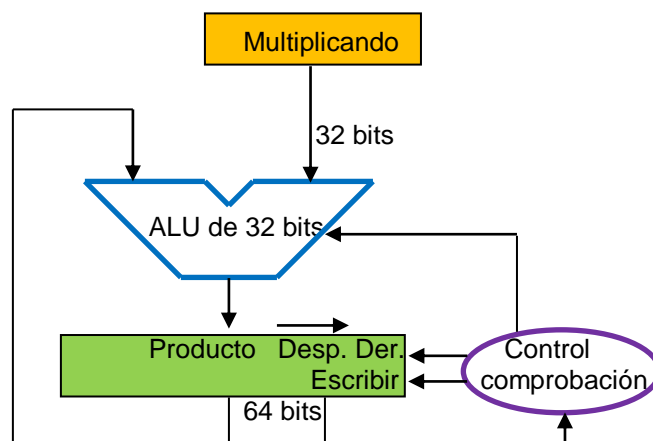 Multiplicando
32 bits
ALU de 32 bits
Producto Desp. Der.
Escribir
Control
comprobación
64 bits